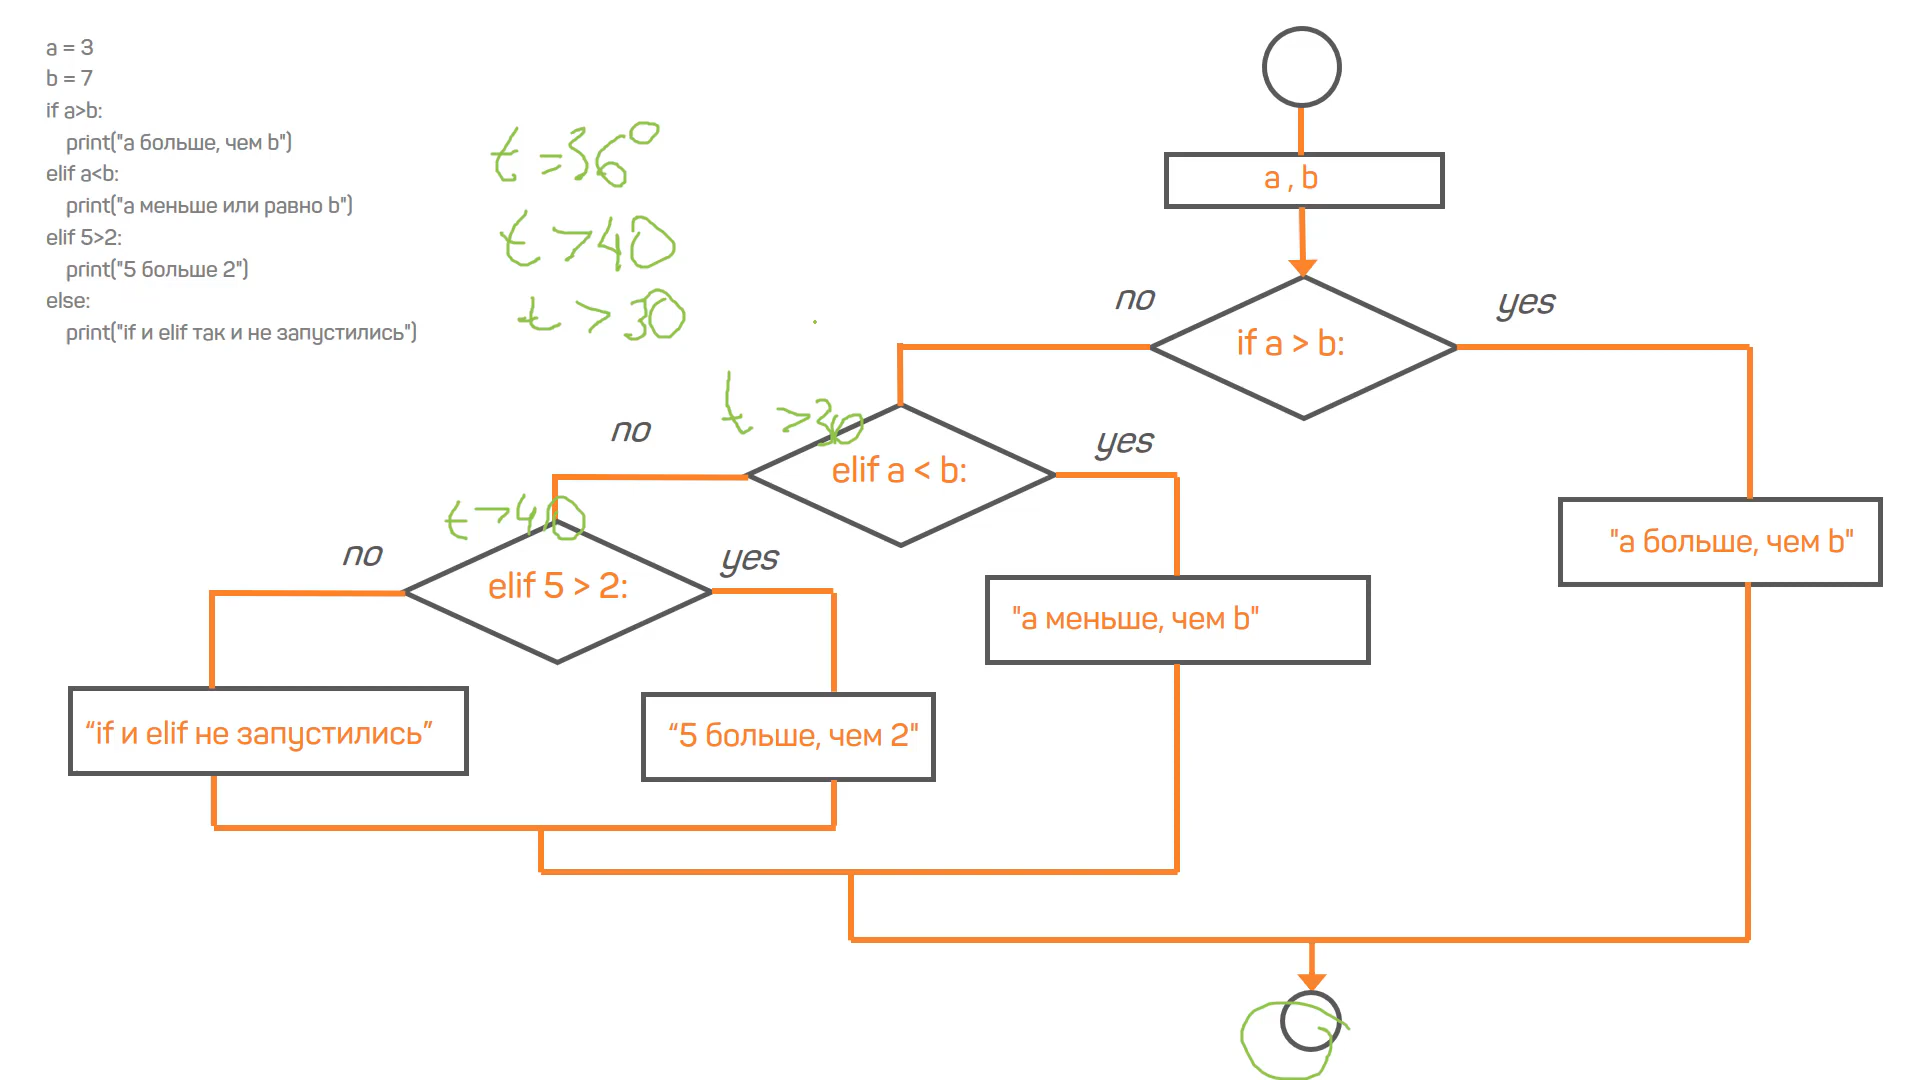 a = 3
b = 7
if a>b:
print("a больше, чем b")
elif a<b:
print("a меньше или равно b")
elif 5>2:
print("5 больше 2")
else:
print("if и elif так и не запустились")
t = 36°
t > 40
t > 30
a , b
no
yes
if a > b:
t > 30
no
yes
elif a < b:
t > 40
no
yes
elif 5 > 2:
"a больше, чем b"
"a меньше, чем b"
“if и elif не запустились”
“5 больше, чем 2"